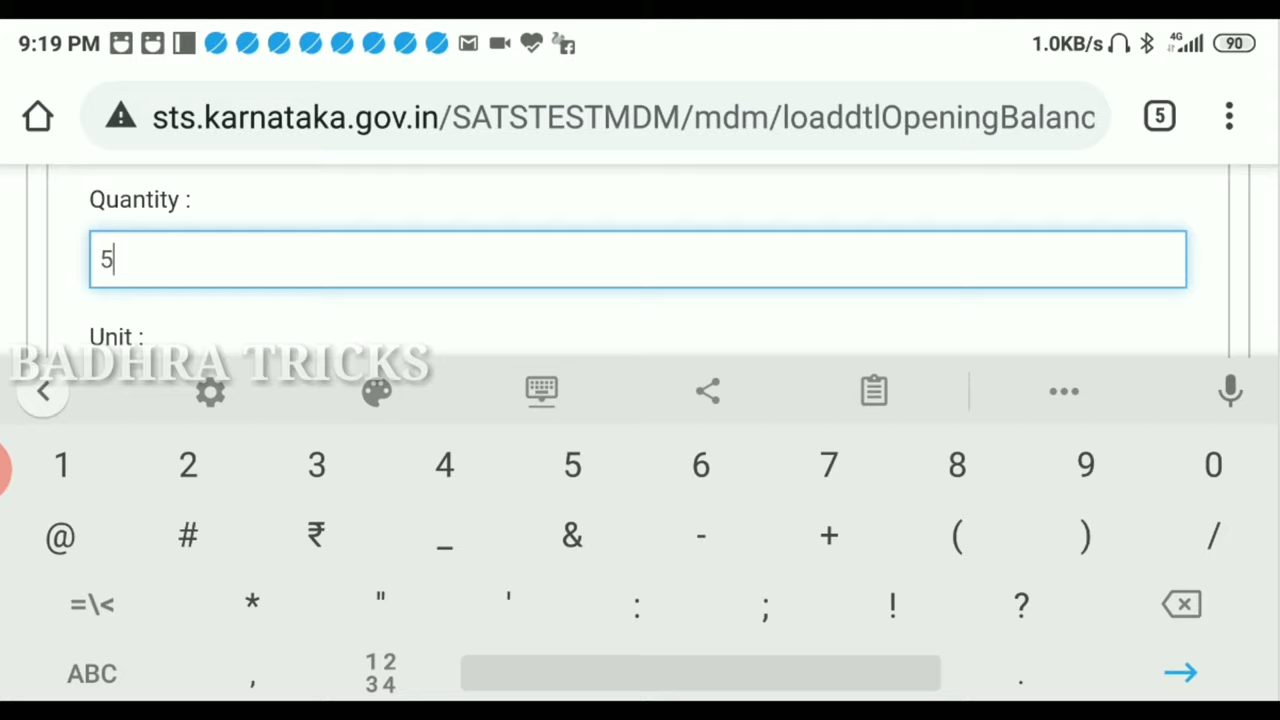 9:19 PM 1.0KB/s 4G 90
sts.karnataka.gov.in/SATSTESTMDM/mdm/loaddtlOpeningBalanc 5
Quantity :
5
Unit :
BADHRA TRICKS
1 2 3 4 5 6 7 8 9 0
@ # ₹ _ & - + ( ) /
=\< * " ' : ; ! ?
ABC , 12 34 .